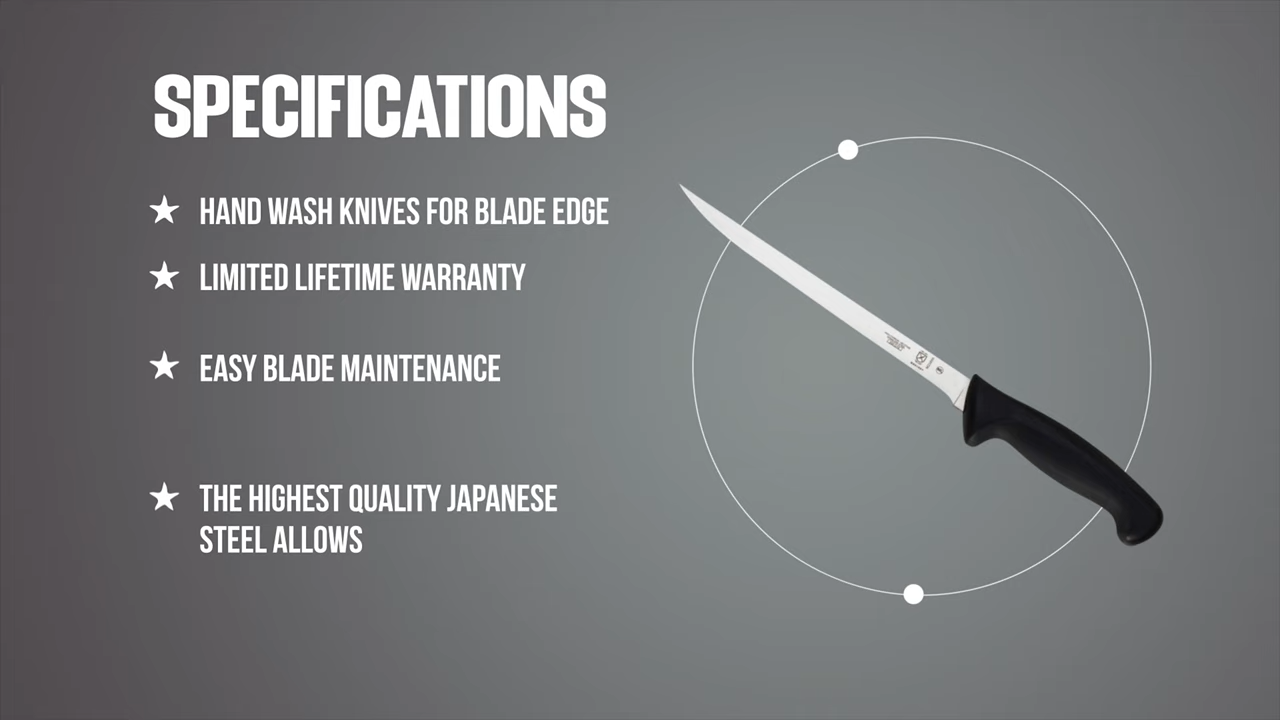 SPECIFICATIONS
HAND WASH KNIVES FOR BLADE EDGE
LIMITED LIFETIME WARRANTY
EASY BLADE MAINTENANCE
THE HIGHEST QUALITY JAPANESE
STEEL ALLOWS